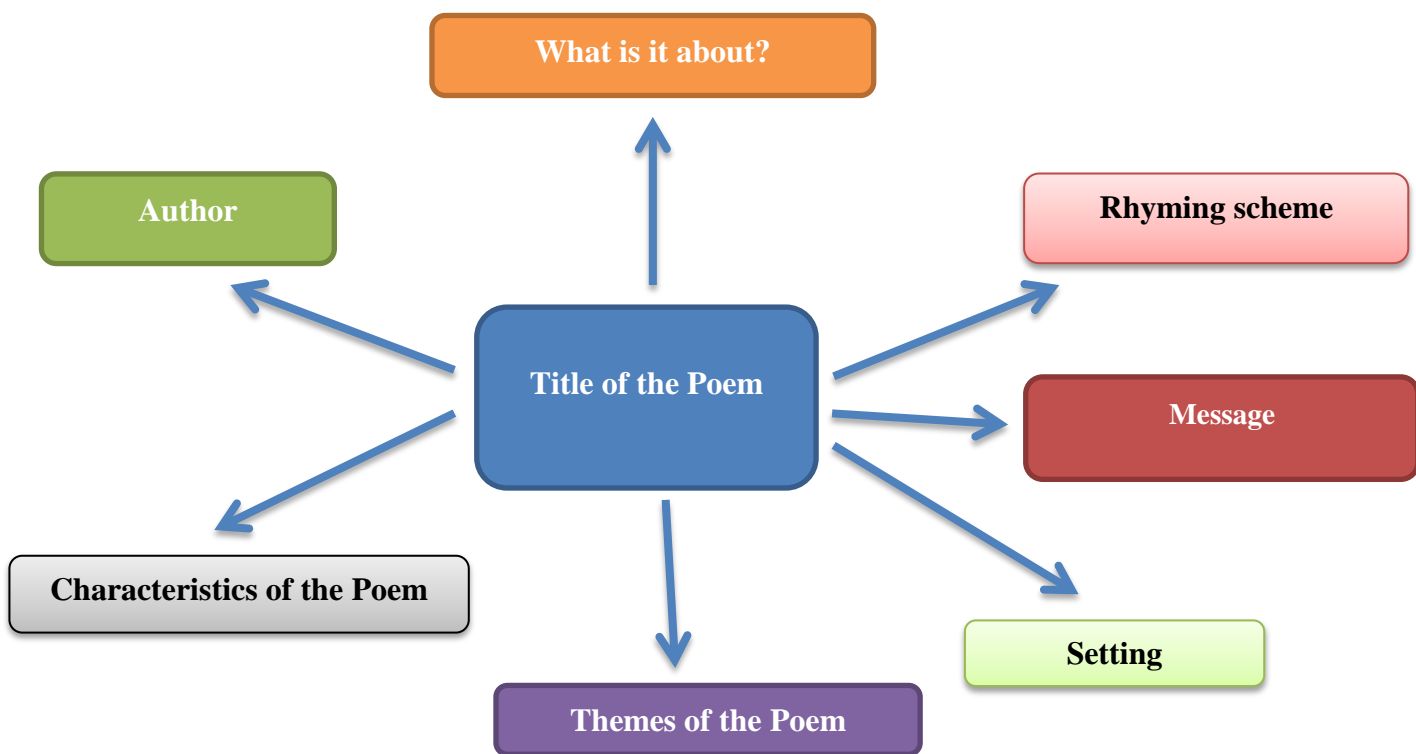 What is it about?
Author
Rhyming scheme
Title of the Poem
Message
Characteristics of the Poem
Setting
Themes of the Poem